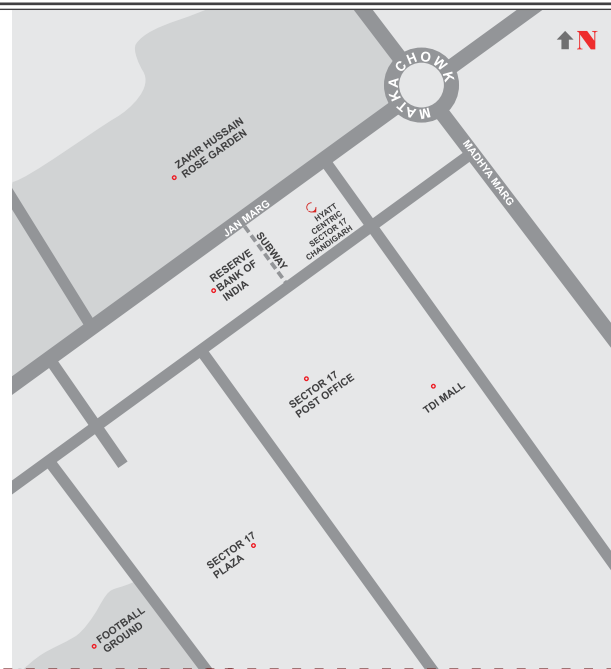 N
MATKA CHOWK
ZAKIR HUSSAIN
ROSE GARDEN
MADHYA MARG
JAN MARG
HYATT
CENTRIC
SECTOR 17
CHANDIGARH
SUBWAY
RESERVE
BANK OF
INDIA
SECTOR 17
POST OFFICE
TDI MALL
SECTOR 17
PLAZA
FOOTBALL
GROUND